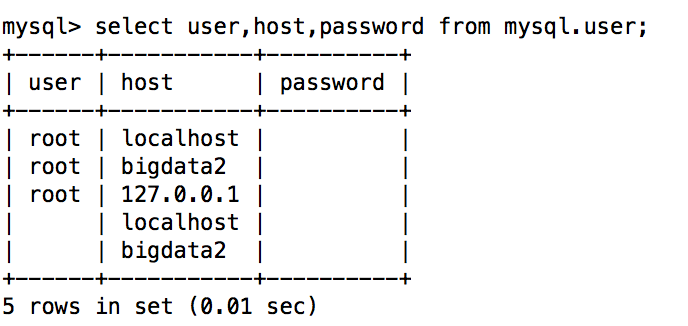 mysql> select user,host,password from mysql.user;
+------+-----------+----------+
| user | host      | password |
+------+-----------+----------+
| root | localhost |          |
| root | bigdata2  |          |
| root | 127.0.0.1 |          |
|      | localhost |          |
|      | bigdata2  |          |
+------+-----------+----------+
5 rows in set (0.01 sec)